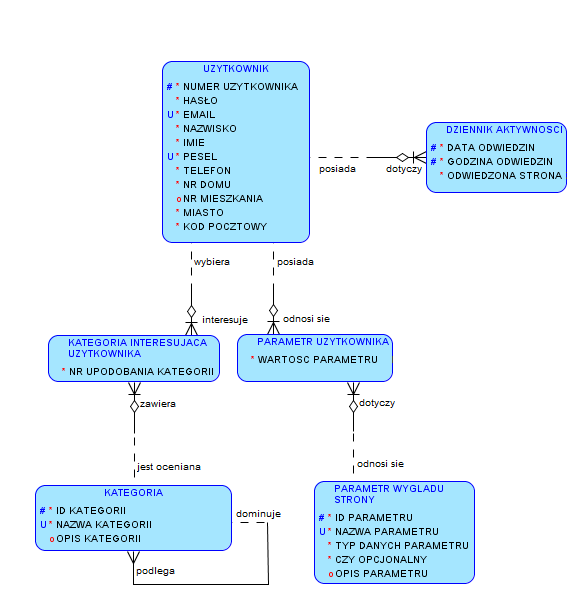 UZYTKOWNIK
# * NUMER UZYTKOWNIKA
* HASŁO
U * EMAIL
* NAZWISKO
* IMIE
U * PESEL
* TELEFON
* NR DOMU
o NR MIESZKANIA
* MIASTO
* KOD POCZTOWY
DZIENNIK AKTYWNOSCI
# * DATA ODWIEDZIN
# * GODZINA ODWIEDZIN
* ODWIEDZONA STRONA
posiada
dotyczy
wybiera
posiada
interesuje
odnosi sie
KATEGORIA INTERESUJACA
UZYTKOWNIKA
* NR UPODOBANIA KATEGORII
PARAMETR UZYTKOWNIKA
* WARTOSC PARAMETRU
zawiera
dotyczy
jest oceniana
odnosi sie
KATEGORIA
# * ID KATEGORII
U * NAZWA KATEGORII
o OPIS KATEGORII
dominuje
podlega
PARAMETR WYGLADU
STRONY
# * ID PARAMETRU
U * NAZWA PARAMETRU
* TYP DANYCH PARAMETRU
* CZY OPCJONALNY
o OPIS PARAMETRU